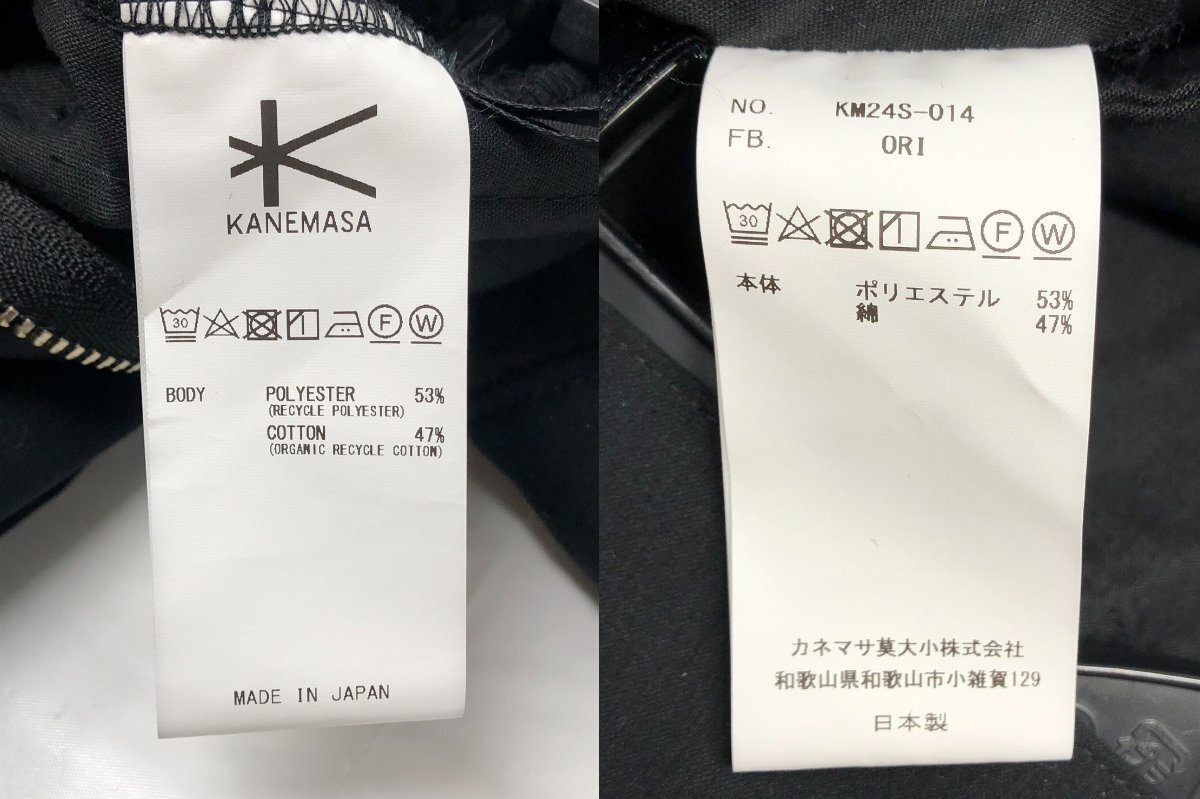 KANEMASA
30 F W
BODY POLYESTER 53%
(RECYCLE POLYESTER)
COTTON 47%
(ORGANIC RECYCLE COTTON)
MADE IN JAPAN
NO. KM24S-014
FB. ORI
30 F W
本体 ポリエステル 53%
綿 47%
カネマサ莫大小株式会社
和歌山県和歌山市小雑賀129
日本製